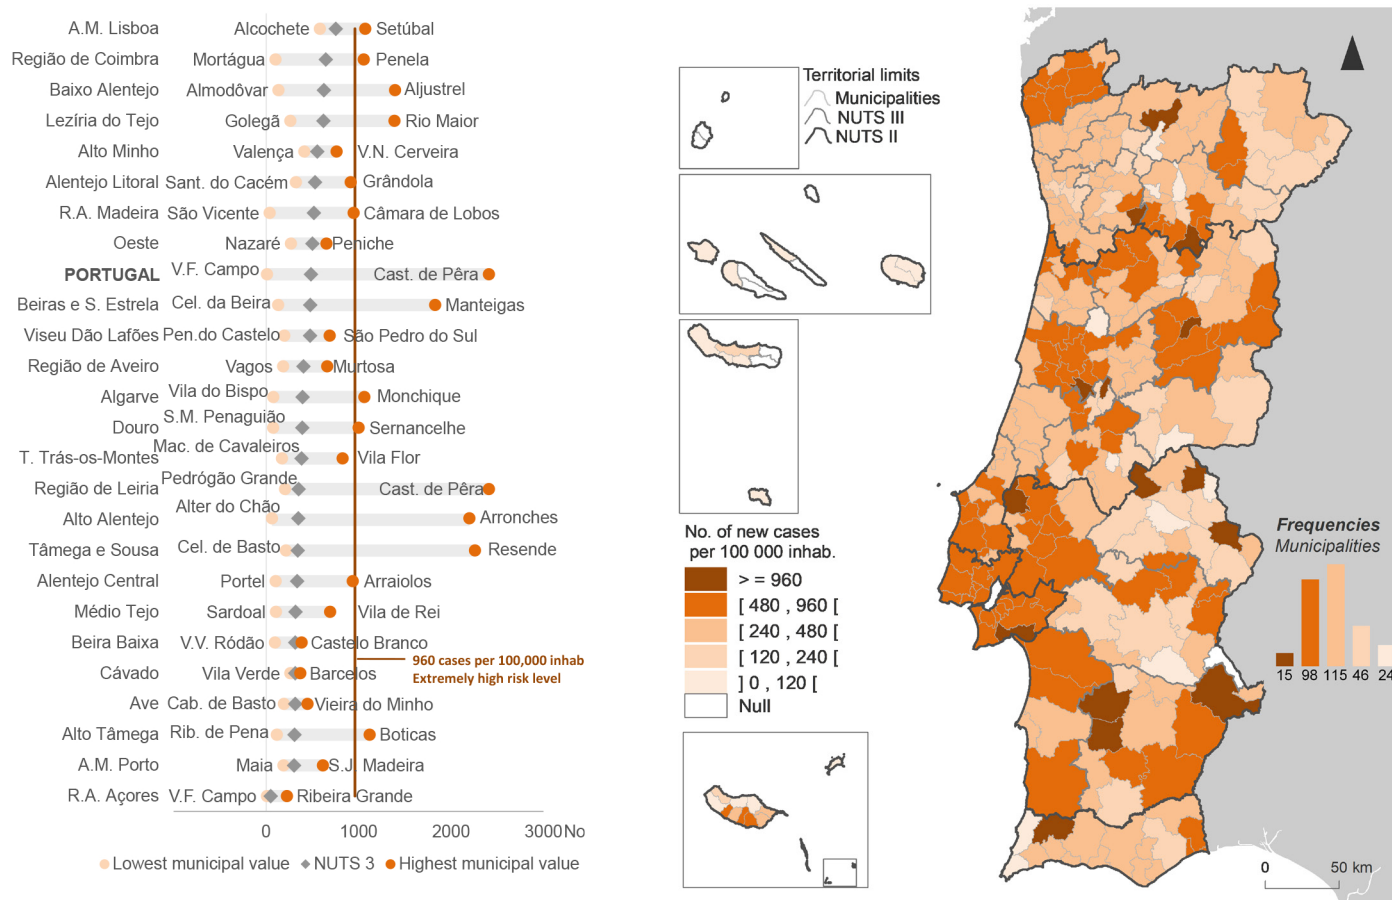 A.M. Lisboa Alcochete Setúbal
Região de Coimbra Mortágua Penela
Baixo Alentejo Almodôvar Aljustrel
Lezíria do Tejo Golegã Rio Maior
Alto Minho Valença V.N. Cerveira
Alentejo Litoral Sant. do Cacém Grândola
R.A. Madeira São Vicente Câmara de Lobos
Oeste Nazaré Peniche
PORTUGAL V.F. Campo Cast. de Pêra
Beiras e S. Estrela Cel. da Beira Manteigas
Viseu Dão Lafões Pen.do Castelo São Pedro do Sul
Região de Aveiro Vagos Murtosa
Algarve Vila do Bispo Monchique
Douro S.M. Penaguião Sernancelhe
T. Trás-os-Montes Mac. de Cavaleiros Vila Flor
Região de Leiria Pedrógão Grande Cast. de Pêra
Alto Alentejo Alter do Chão Arronches
Tâmega e Sousa Cel. de Basto Resende
Alentejo Central Portel Arraiolos
Médio Tejo Sardoal Vila de Rei
Beira Baixa V.V. Ródão Castelo Branco
Cávado Vila Verde Barcelos
Ave Cab. de Basto Vieira do Minho
Alto Tâmega Rib. de Pena Boticas
A.M. Porto Maia S.J. Madeira
R.A. Açores V.F. Campo Ribeira Grande
960 cases per 100,000 inhab
Extremely high risk level
0 1000 2000 3000No
Lowest municipal value NUTS 3 Highest municipal value
Territorial limits
Municipalities
NUTS III
NUTS II
No. of new cases
per 100 000 inhab.
> = 960
[ 480 , 960 [
[ 240 , 480 [
[ 120 , 240 [
] 0 , 120 [
Null
Frequencies
Municipalities
15 98 115 46 24
0 50 km